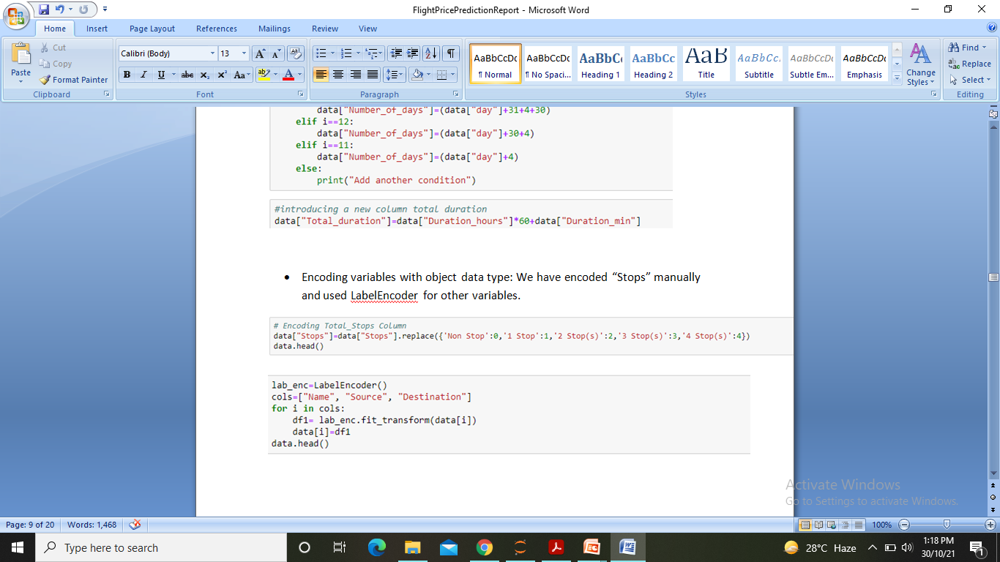 FlightPricePredictionReport - Microsoft Word
Home Insert Page Layout References Mailings Review View
Paste
Cut
Copy
Format Painter
Clipboard
Calibri (Body) 13
B I U abc x₂ x² Aa
Font
Paragraph
AaBbCcDc AaBbCcDc AaBbC AaBbCc AaB AaBbCc. AaBbCcDc AaBbCcDc
¶ Normal ¶ No Spaci... Heading 1 Heading 2 Title Subtitle Subtle Em... Emphasis
Styles
Change
Styles
Find
Replace
Select
Editing
data["Number_of_days"]=(data["day"]+31+4+30)
elif i==12:
data["Number_of_days"]=(data["day"]+30+4)
elif i==11:
data["Number_of_days"]=(data["day"]+4)
else:
print("Add another condition")
#introducing a new column total duration
data["Total_duration"]=data["Duration_hours"]*60+data["Duration_min"]
• Encoding variables with object data type: We have encoded “Stops” manually
and used LabelEncoder for other variables.
# Encoding Total_Stops Column
data["Stops"]=data["Stops"].replace({'Non Stop':0,'1 Stop':1,'2 Stop(s)':2,'3 Stop(s)':3,'4 Stop(s)':4})
data.head()
lab_enc=LabelEncoder()
cols=["Name", "Source", "Destination"]
for i in cols:
df1= lab_enc.fit_transform(data[i])
data[i]=df1
data.head()
Activate Windows
Go to Settings to activate Windows.
Page: 9 of 20 Words: 1,468 100%
Type here to search
28°C Haze
1:18 PM
30/10/21
1